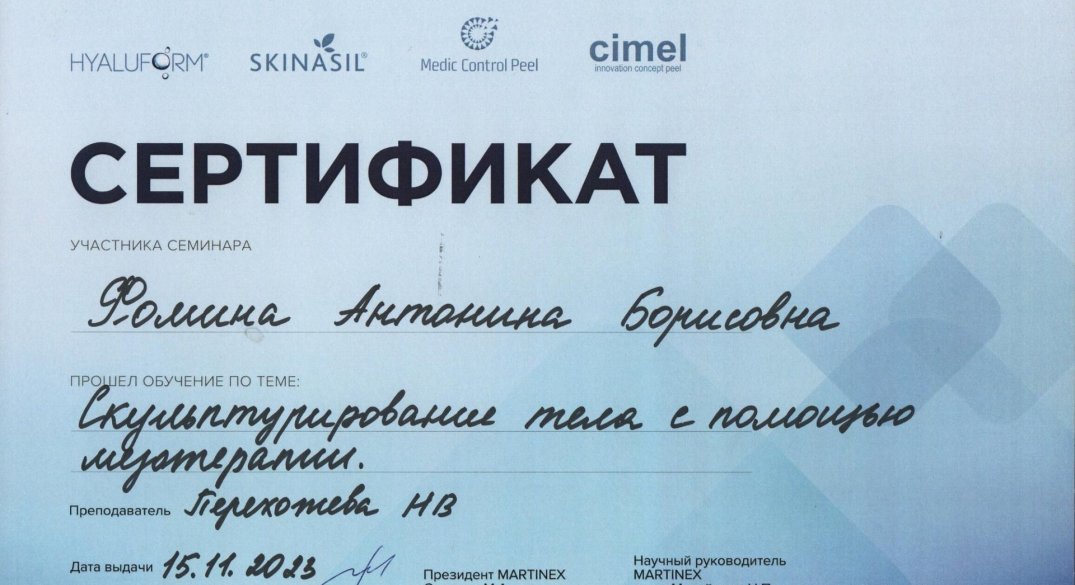 HYALUFORM® SKINASIL® Medic Control Peel cimel
innovation concept peel
СЕРТИФИКАТ
УЧАСТНИКА СЕМИНАРА
Фомина Антонина Борисовна
ПРОШЕЛ ОБУЧЕНИЕ ПО ТЕМЕ:
Скульптурирование тела с помощью
мезотерапии.
Преподаватель Перехожева НВ
Дата выдачи 15.11.2023
Президент MARTINEX
Научный руководитель
MARTINEX